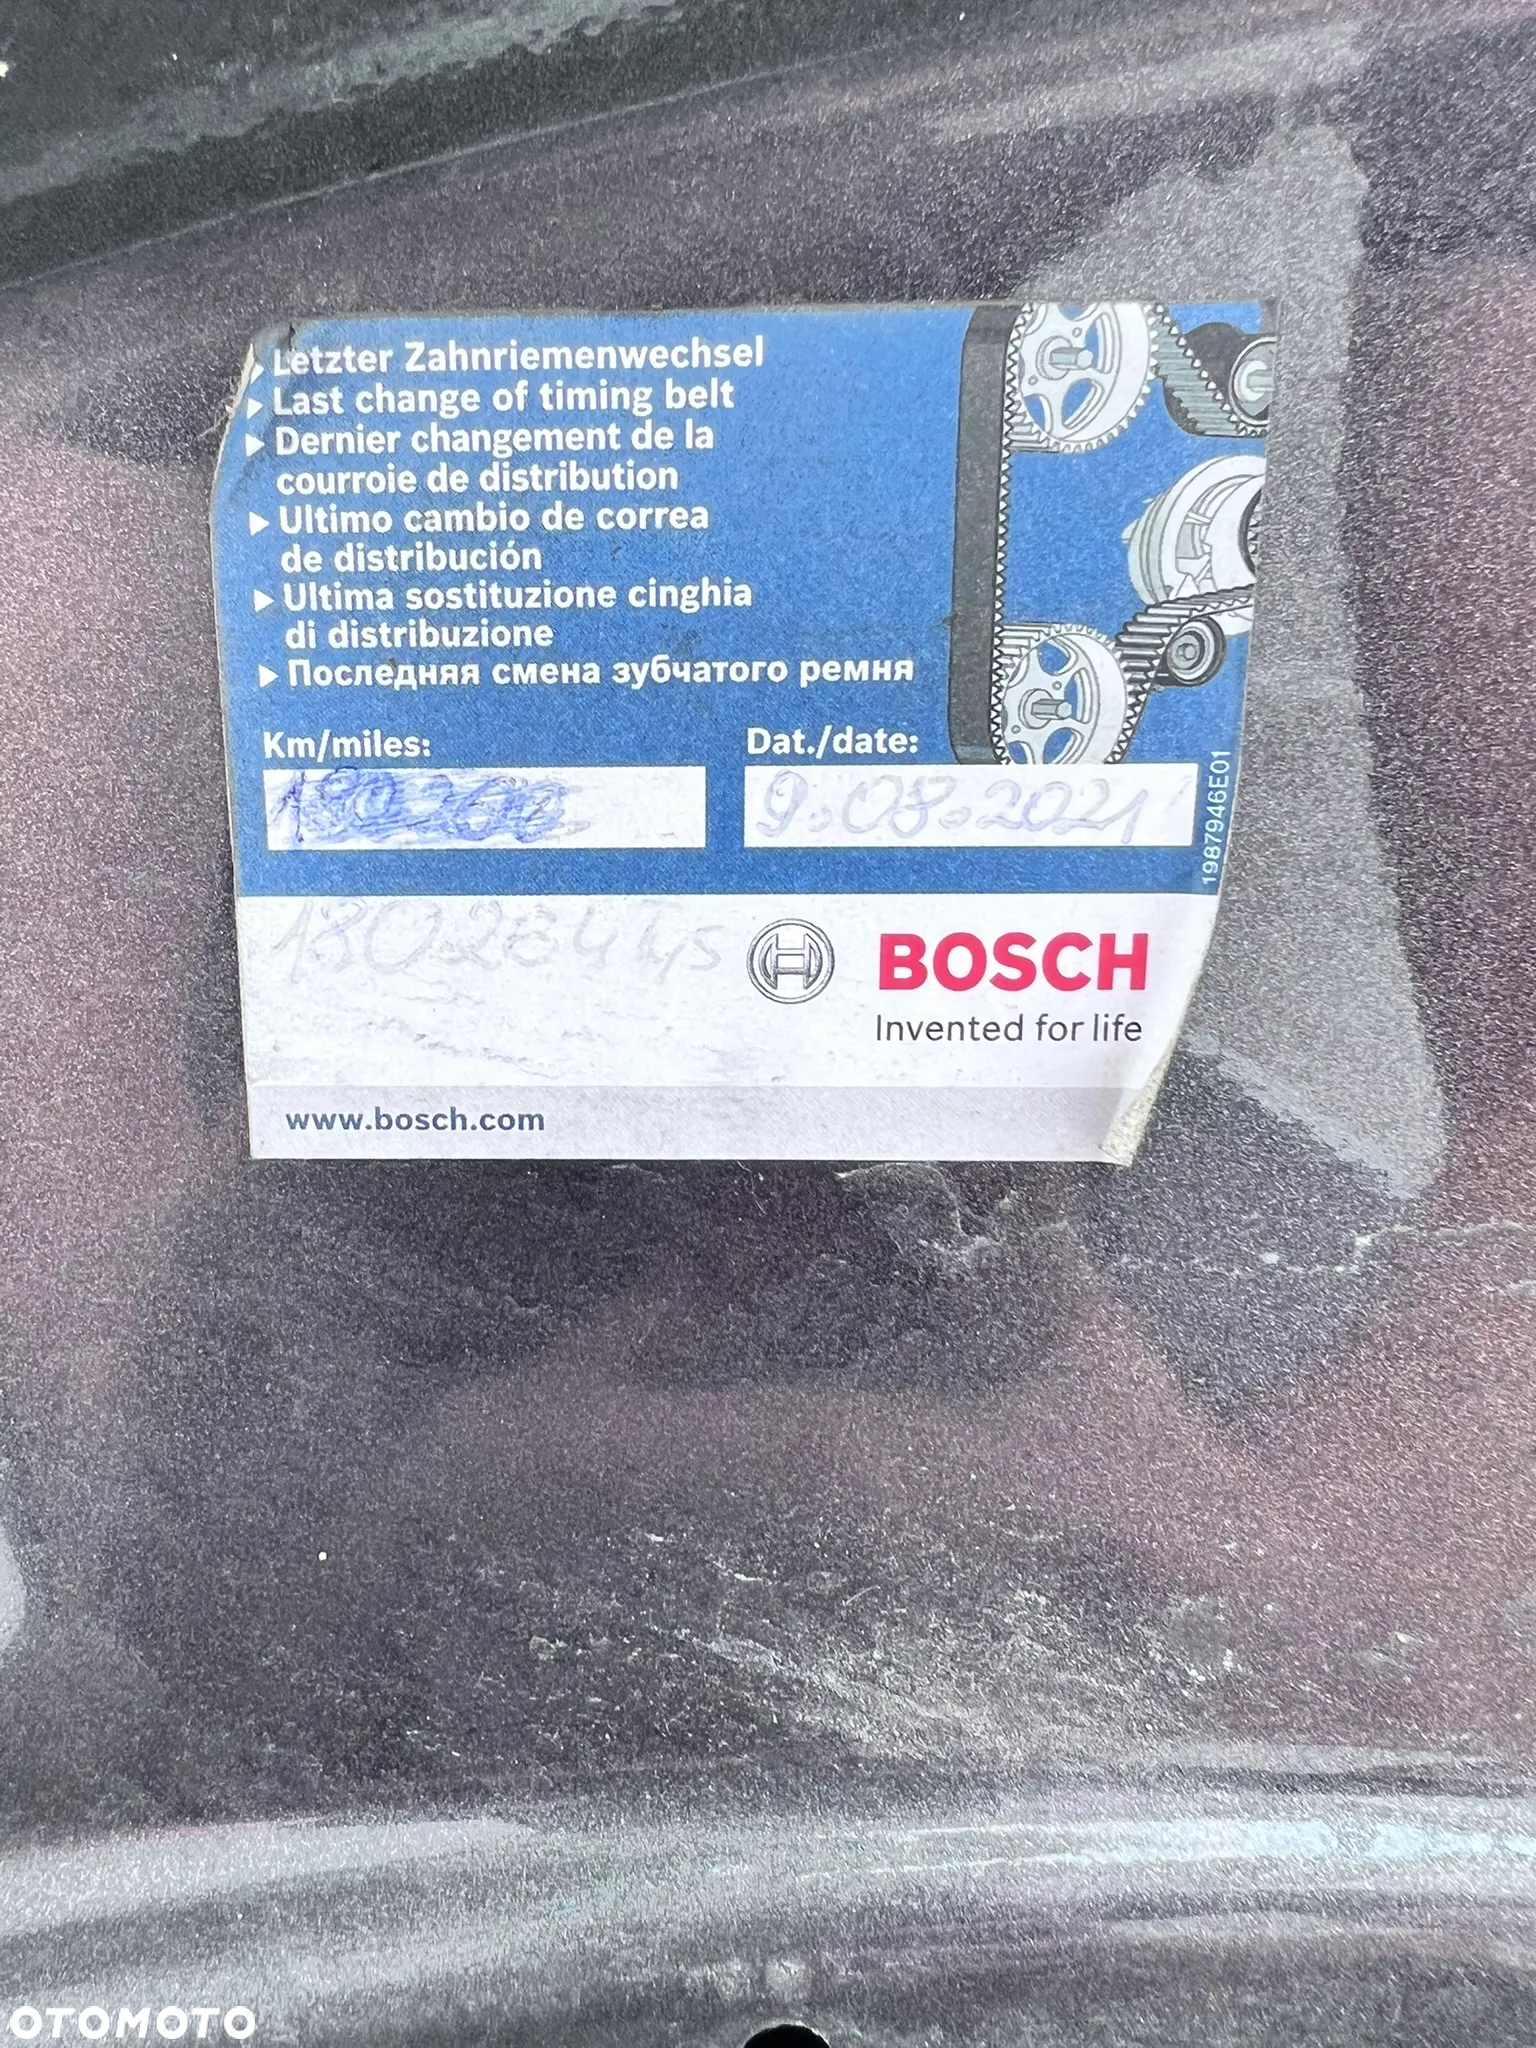 Letzter Zahnriemenwechsel
Last change of timing belt
Dernier changement de la
courroie de distribution
Ultimo cambio de correa
de distribución
Ultima sostituzione cinghia
di distribuzione
Последняя смена зубчатого ремня
Km/miles:
Dat./date:
9.08.2021
1987946E01
BOSCH
Invented for life
www.bosch.com
OTOMOTO